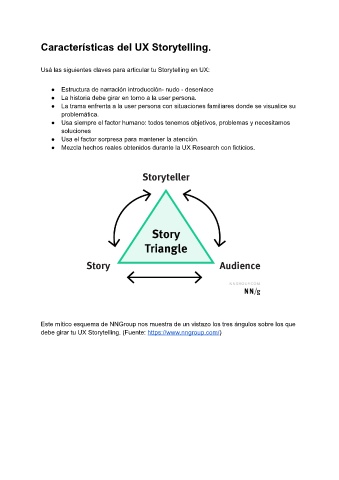 Características del UX Storytelling.
Usá las siguientes claves para articular tu Storytelling en UX:
● Estructura de narración introducción- nudo - desenlace
● La historia debe girar en torno a la user persona.
● La trama enfrenta a la user persona con situaciones familiares donde se visualice su
problemática.
● Usa siempre el factor humano: todos tenemos objetivos, problemas y necesitamos
soluciones
● Usa el factor sorpresa para mantener la atención.
● Mezcla hechos reales obtenidos durante la UX Research con ficticios.
Storyteller
Story
Triangle
Story
Audience
NNGROUP.COM
NN/g
Este mítico esquema de NNGroup nos muestra de un vistazo los tres ángulos sobre los que
debe girar tu UX Storytelling. (Fuente: https://www.nngroup.com/)